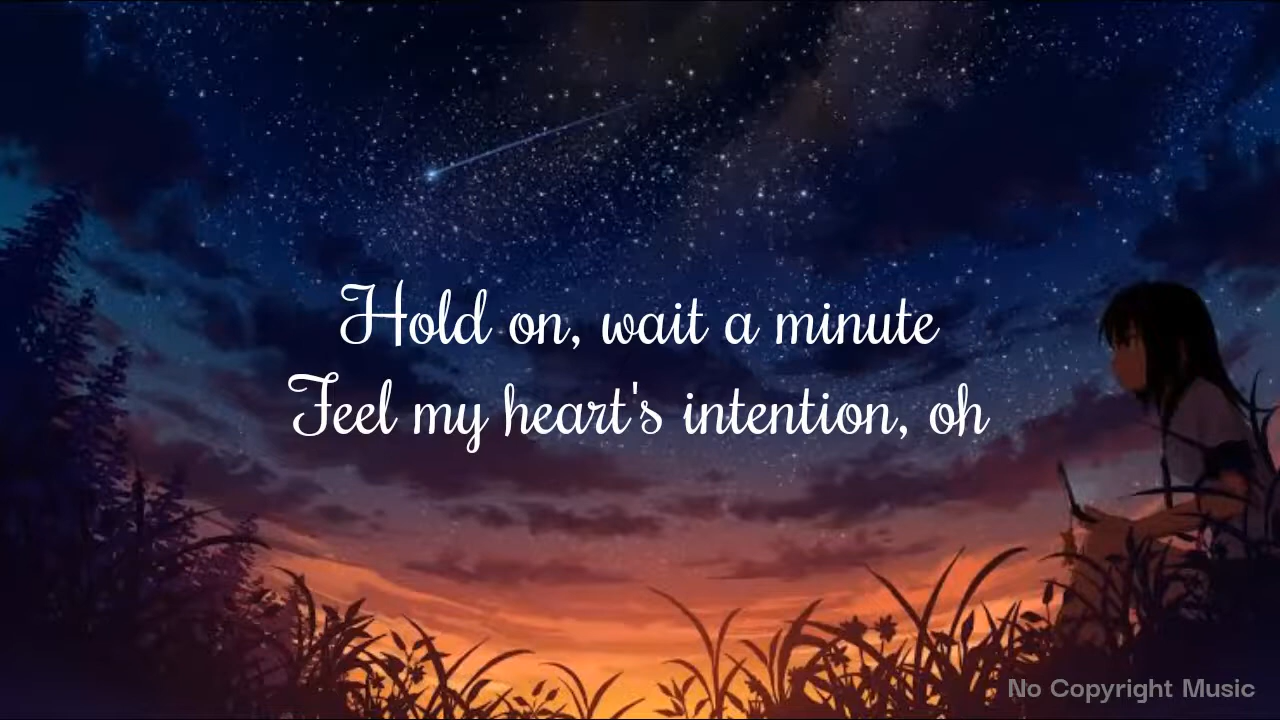 Hold on, wait a minute
Feel my heart's intention, oh
No Copyright Music